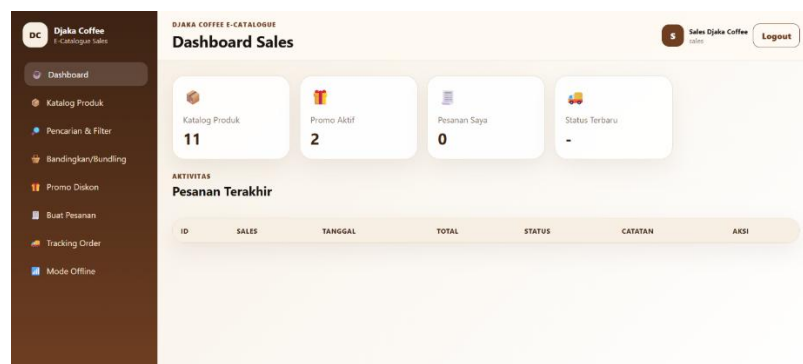 DC
Djaka Coffee
E-Catalogue Sales
Dashboard
Katalog Produk
Pencarian & Filter
Bandingkan/Bundling
Promo Diskon
Buat Pesanan
Tracking Order
Mode Offline
DJAKA COFFEE E-CATALOGUE
Dashboard Sales
S
Sales Djaka Coffee
sales
Logout
Katalog Produk
11
Promo Aktif
2
Pesanan Saya
0
Status Terbaru
-
AKTIVITAS
Pesanan Terakhir
ID SALES TANGGAL TOTAL STATUS CATATAN AKSI